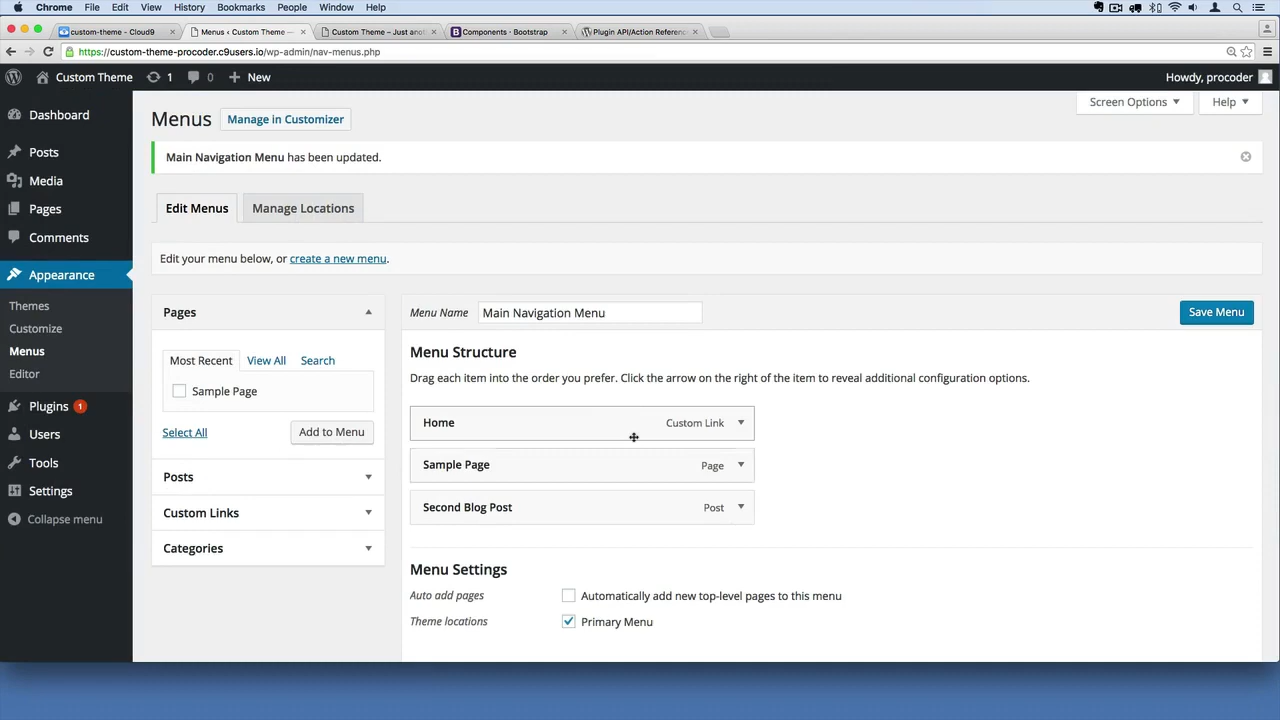 Chrome File Edit View History Bookmarks People Window Help
custom-theme - Cloud9 × Menus ‹ Custom Theme — × Custom Theme – Just an × Components · Bootstrap × Plugin API/Action Referenc ×
https://custom-theme-procoder.c9users.io/wp-admin/nav-menus.php
Custom Theme 1 0 + New Howdy, procoder
Screen Options Help
Menus Manage in Customizer
Main Navigation Menu has been updated.
Edit Menus Manage Locations
Edit your menu below, or create a new menu.
Dashboard
Posts
Media
Pages
Comments
Appearance
Themes
Customize
Menus
Editor
Plugins 1
Users
Tools
Settings
Collapse menu
Pages
Most Recent View All Search
Sample Page
Select All Add to Menu
Posts
Custom Links
Categories
Menu Name Main Navigation Menu Save Menu
Menu Structure
Drag each item into the order you prefer. Click the arrow on the right of the item to reveal additional configuration options.
Home Custom Link
Sample Page Page
Second Blog Post Post
Menu Settings
Auto add pages Automatically add new top-level pages to this menu
Theme locations Primary Menu